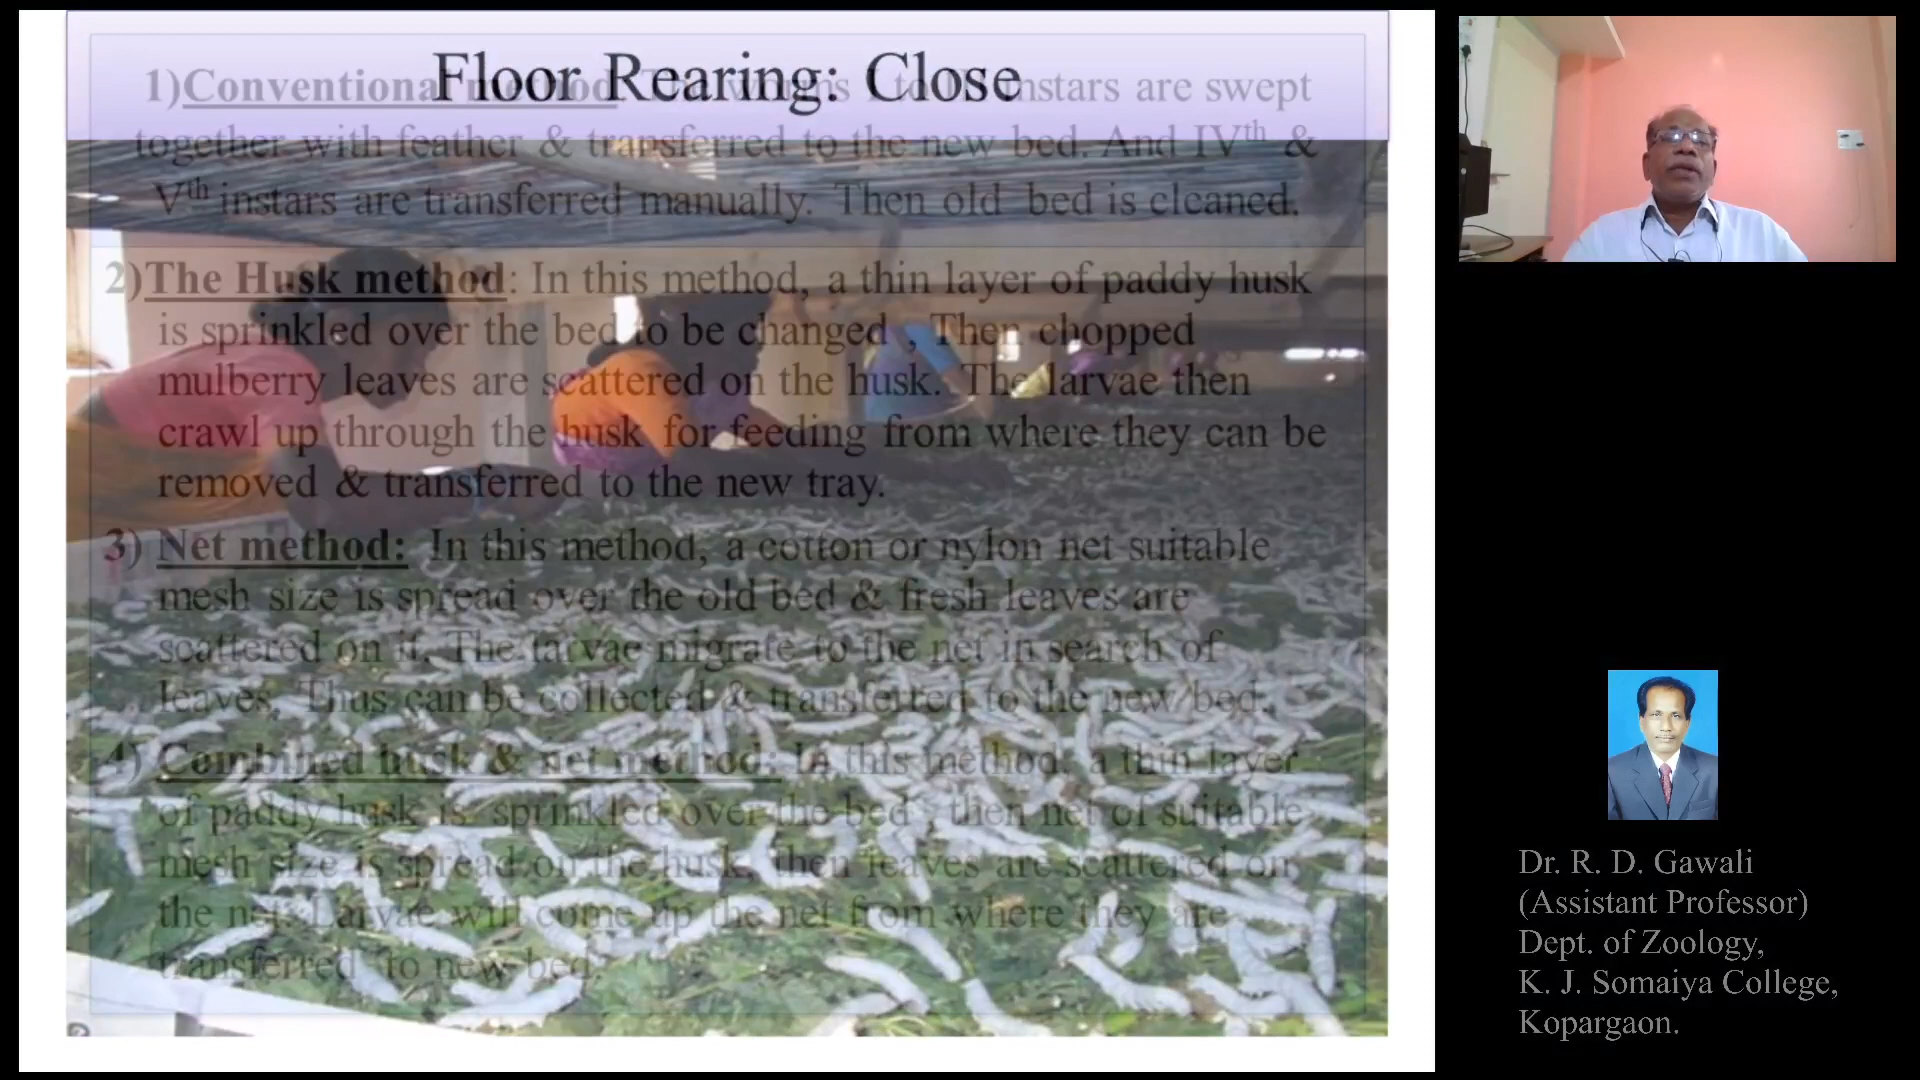 Floor Rearing: Close
1)Conventional method: The worms I to III instars are swept
together with feather & transferred to the new bed. And IVth &
Vth instars are transferred manually. Then old bed is cleaned.
2)The Husk method: In this method, a thin layer of paddy husk
is sprinkled over the bed to be changed , Then chopped
mulberry leaves are scattered on the husk. The larvae then
crawl up through the husk for feeding from where they can be
removed & transferred to the new tray.
3) Net method: In this method, a cotton or nylon net suitable
mesh size is spread over the old bed & fresh leaves are
scattered on it. The larvae migrate to the net in search of
leaves. Thus can be collected & transferred to the new bed.
4) Combined husk & net method: In this method, a thin layer
of paddy husk is sprinkled over the bed , then net of suitable
mesh size is spread on the husk, then leaves are scattered on
the net. Larvae will come up the net from where they are
transferred to new bed.
Dr. R. D. Gawali
(Assistant Professor)
Dept. of Zoology,
K. J. Somaiya College,
Kopargaon.